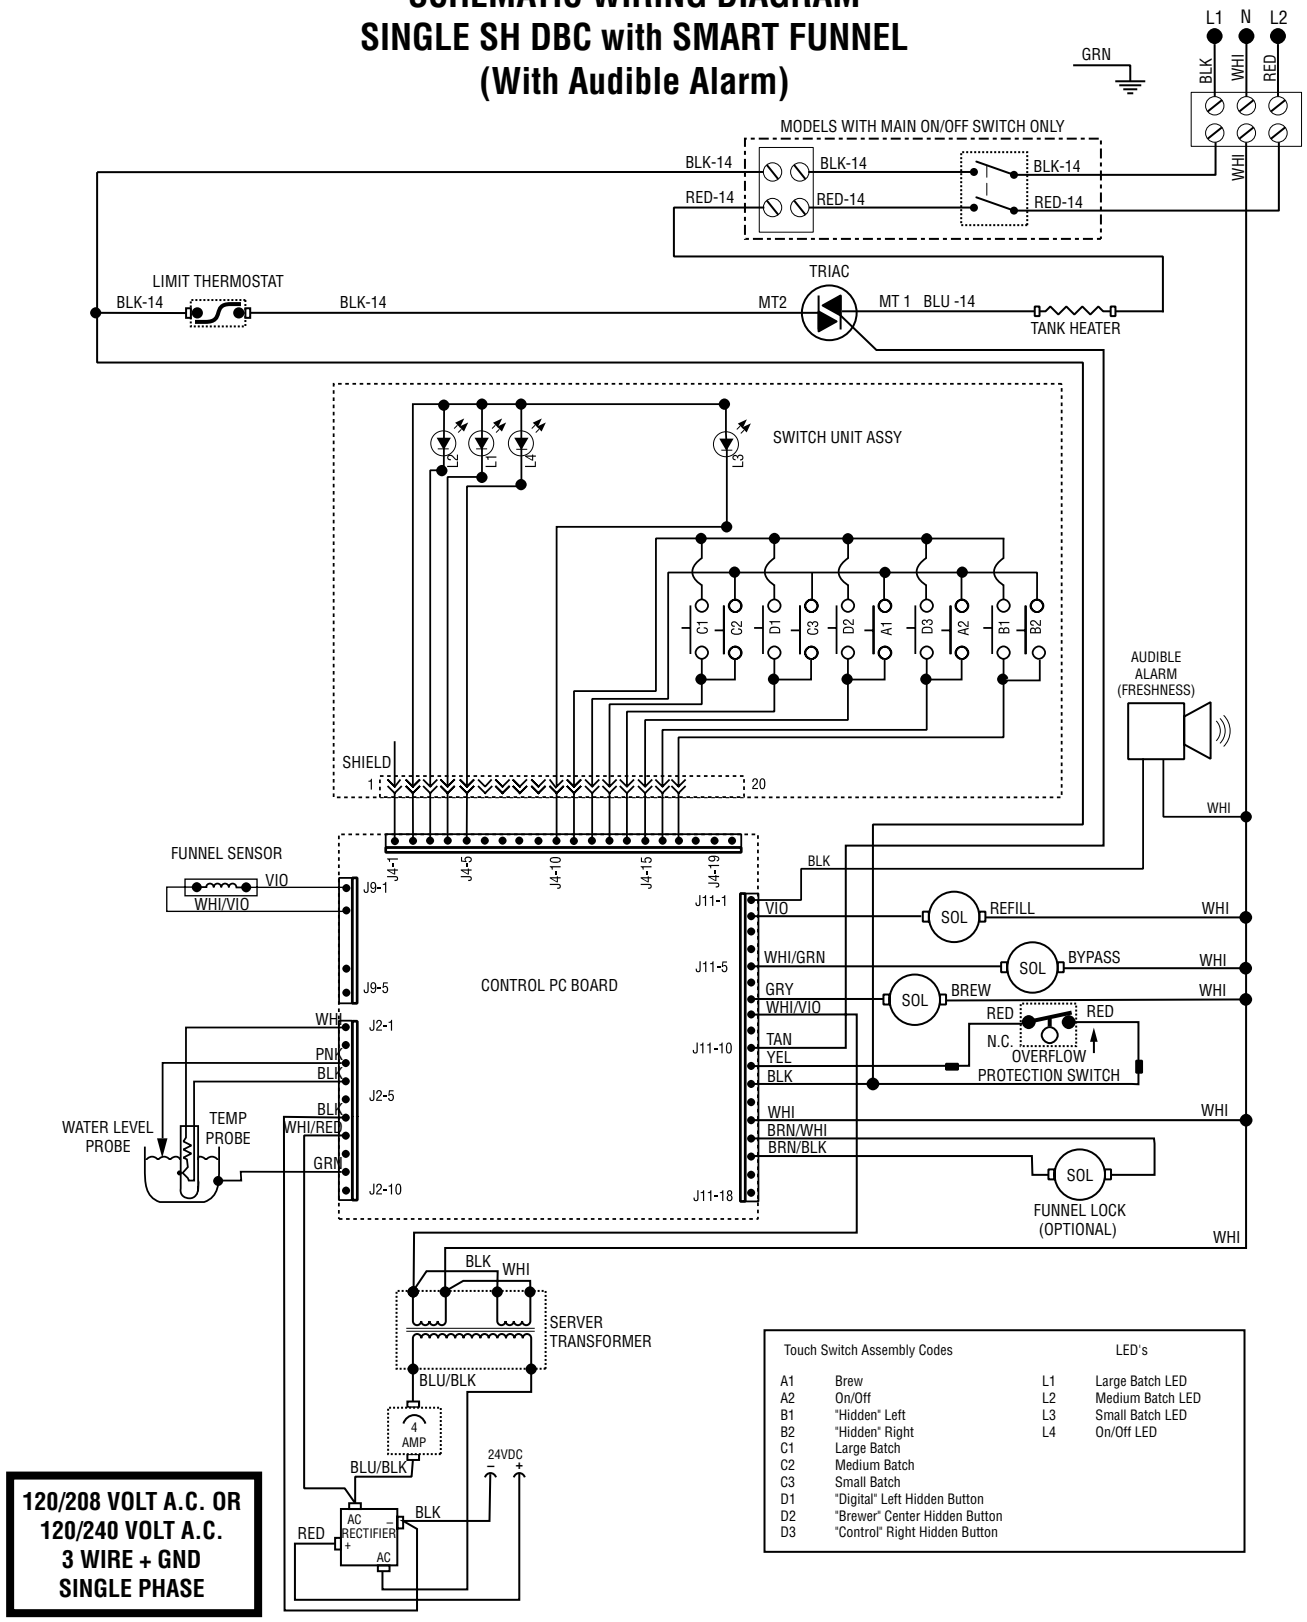 SCHEMATIC WIRING DIAGRAM
SINGLE SH DBC with SMART FUNNEL
(With Audible Alarm)
L1 N L2
GRN
BLK WHI RED
MODELS WITH MAIN ON/OFF SWITCH ONLY
BLK-14 BLK-14 BLK-14
WHI
RED-14 RED-14 RED-14
TRIAC
LIMIT THERMOSTAT
BLK-14 BLK-14 MT2 MT 1 BLU -14
TANK HEATER
SWITCH UNIT ASSY
L2 L1 L4 L3
C1 C2 D1 C3 D2 A1 D3 A2 B1 B2
AUDIBLE
ALARM
(FRESHNESS)
SHIELD
1 20
WHI
FUNNEL SENSOR
J4-1 J4-5 J4-10 J4-15 J4-19
BLK
VIO J9-1
WHI/VIO
J11-1 VIO
SOL REFILL WHI
J9-5
CONTROL PC BOARD
J11-5 WHI/GRN
SOL BYPASS WHI
GRY SOL BREW WHI
WHI/VIO
RED RED
N.C.
OVERFLOW
PROTECTION SWITCH
WHI J2-1
PNK
BLK
J2-5
BLK
WHI/RED
GRN
J2-10
J11-10 TAN
YEL
BLK
WHI WHI
BRN/WHI
BRN/BLK
J11-18
SOL
FUNNEL LOCK
(OPTIONAL)
WATER LEVEL
PROBE
TEMP
PROBE
WHI
BLK
WHI
SERVER
TRANSFORMER
BLU/BLK
4
AMP
BLU/BLK
24VDC
– +
AC –
RECTIFIER
+
AC
BLK
RED
120/208 VOLT A.C. OR
120/240 VOLT A.C.
3 WIRE + GND
SINGLE PHASE
Touch Switch Assembly Codes
A1 Brew
A2 On/Off
B1 "Hidden" Left
B2 "Hidden" Right
C1 Large Batch
C2 Medium Batch
C3 Small Batch
D1 "Digital" Left Hidden Button
D2 "Brewer" Center Hidden Button
D3 "Control" Right Hidden Button
LED's
L1 Large Batch LED
L2 Medium Batch LED
L3 Small Batch LED
L4 On/Off LED